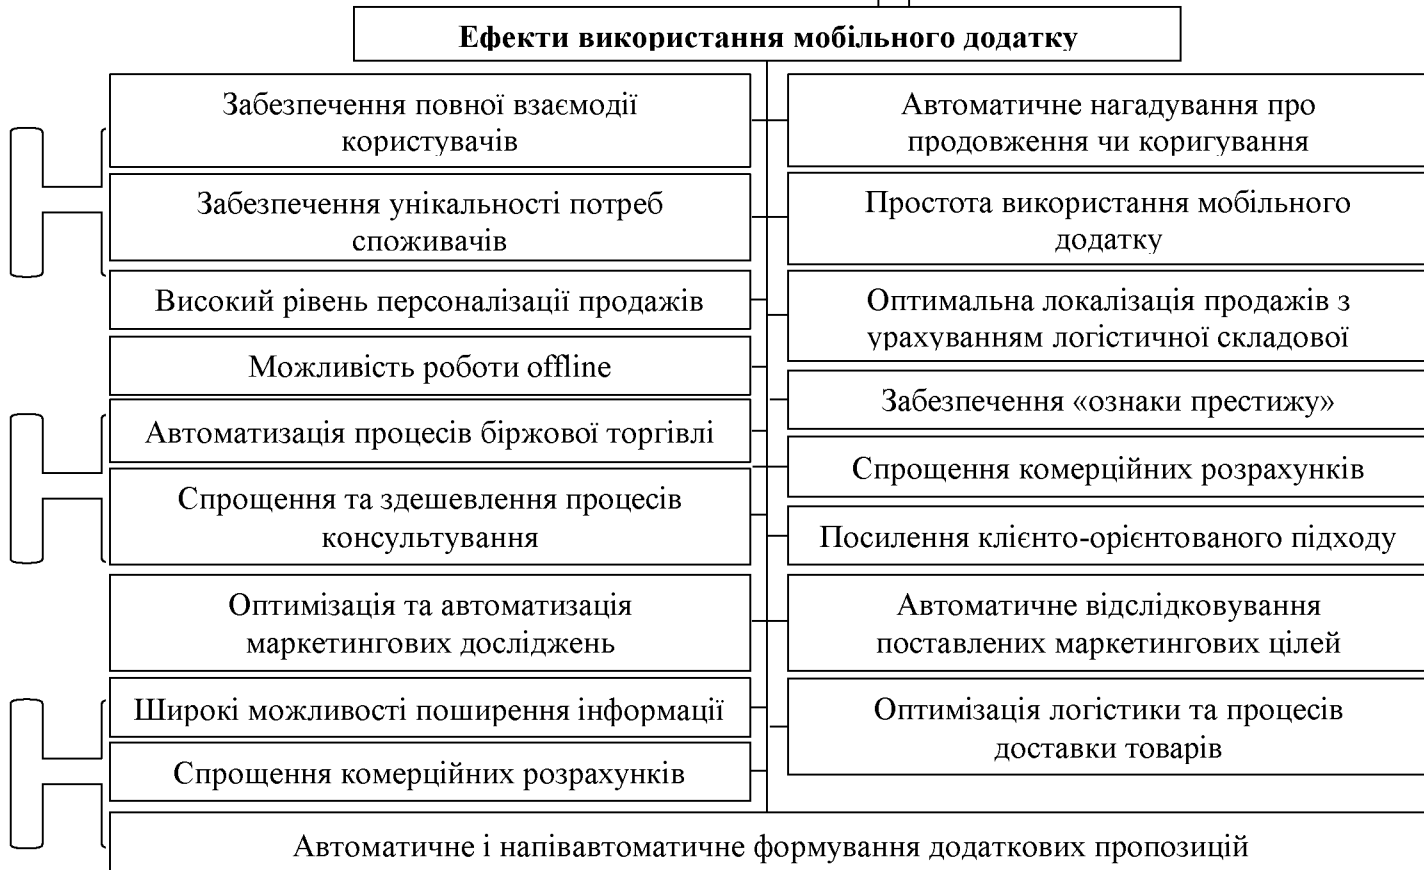 Ефекти використання мобільного додатку
Забезпечення повної взаємодії
користувачів
Забезпечення унікальності потреб
споживачів
Високий рівень персоналізації продажів
Можливість роботи offline
Автоматизація процесів біржової торгівлі
Спрощення та здешевлення процесів
консультування
Оптимізація та автоматизація
маркетингових досліджень
Широкі можливості поширення інформації
Спрощення комерційних розрахунків
Автоматичне нагадування про
продовження чи коригування
Простота використання мобільного
додатку
Оптимальна локалізація продажів з
урахуванням логістичної складової
Забезпечення «ознаки престижу»
Спрощення комерційних розрахунків
Посилення клієнто-орієнтованого підходу
Автоматичне відслідковування
поставлених маркетингових цілей
Оптимізація логістики та процесів
доставки товарів
Автоматичне і напівавтоматичне формування додаткових пропозицій